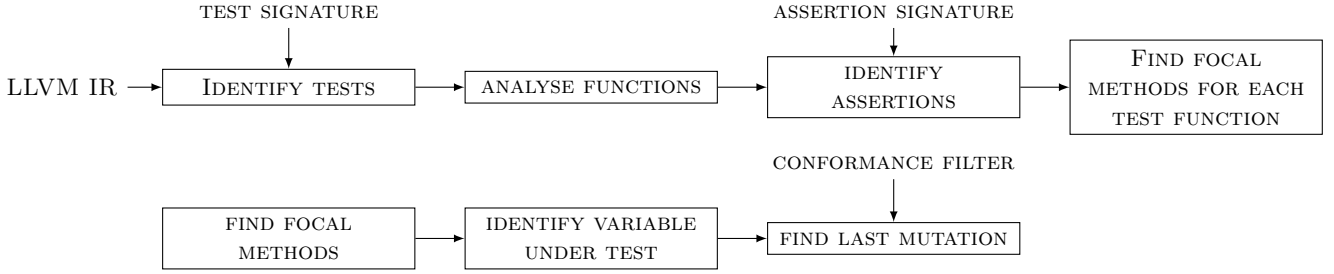 TEST SIGNATURE
ASSERTION SIGNATURE
LLVM IR
IDENTIFY TESTS
ANALYSE FUNCTIONS
IDENTIFY
ASSERTIONS
FIND FOCAL
METHODS FOR EACH
TEST FUNCTION
CONFORMANCE FILTER
FIND FOCAL
METHODS
IDENTIFY VARIABLE
UNDER TEST
FIND LAST MUTATION